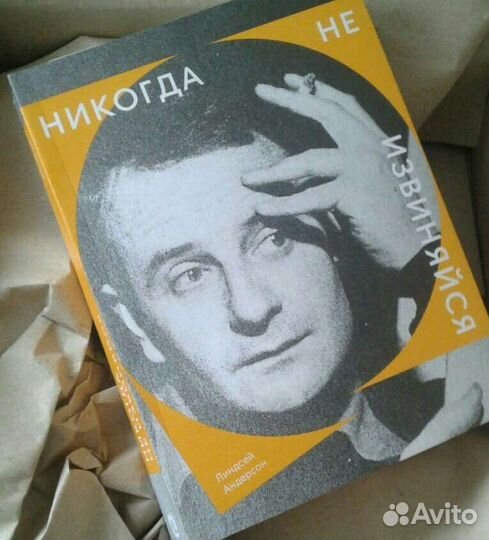 НИКОГДА
НЕ
ИЗВИНЯЙСЯ
Линдсей
Андерсон
Avito